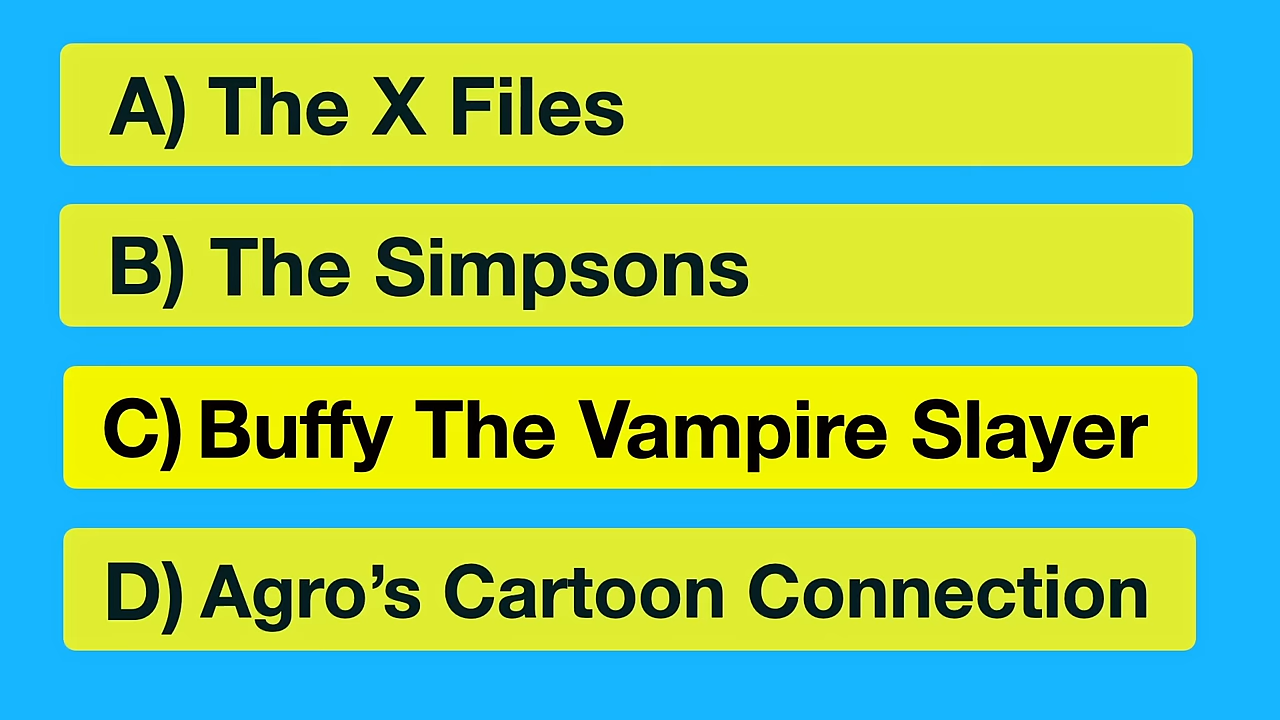 A) The X Files
B) The Simpsons
C) Buffy The Vampire Slayer
D) Agro’s Cartoon Connection